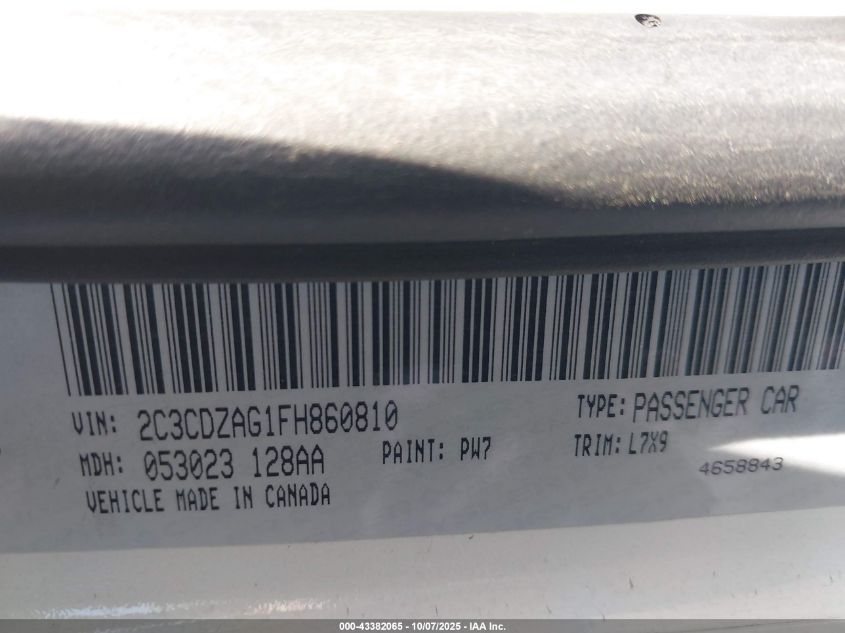 VIN: 2C3CDZAG1FH860810 TYPE: PASSENGER CAR
MDH: 053023 128AA PAINT: PW7 TRIM: L7X9
4658843
VEHICLE MADE IN CANADA
000-43382065 - 10/07/2025 - IAA Inc.